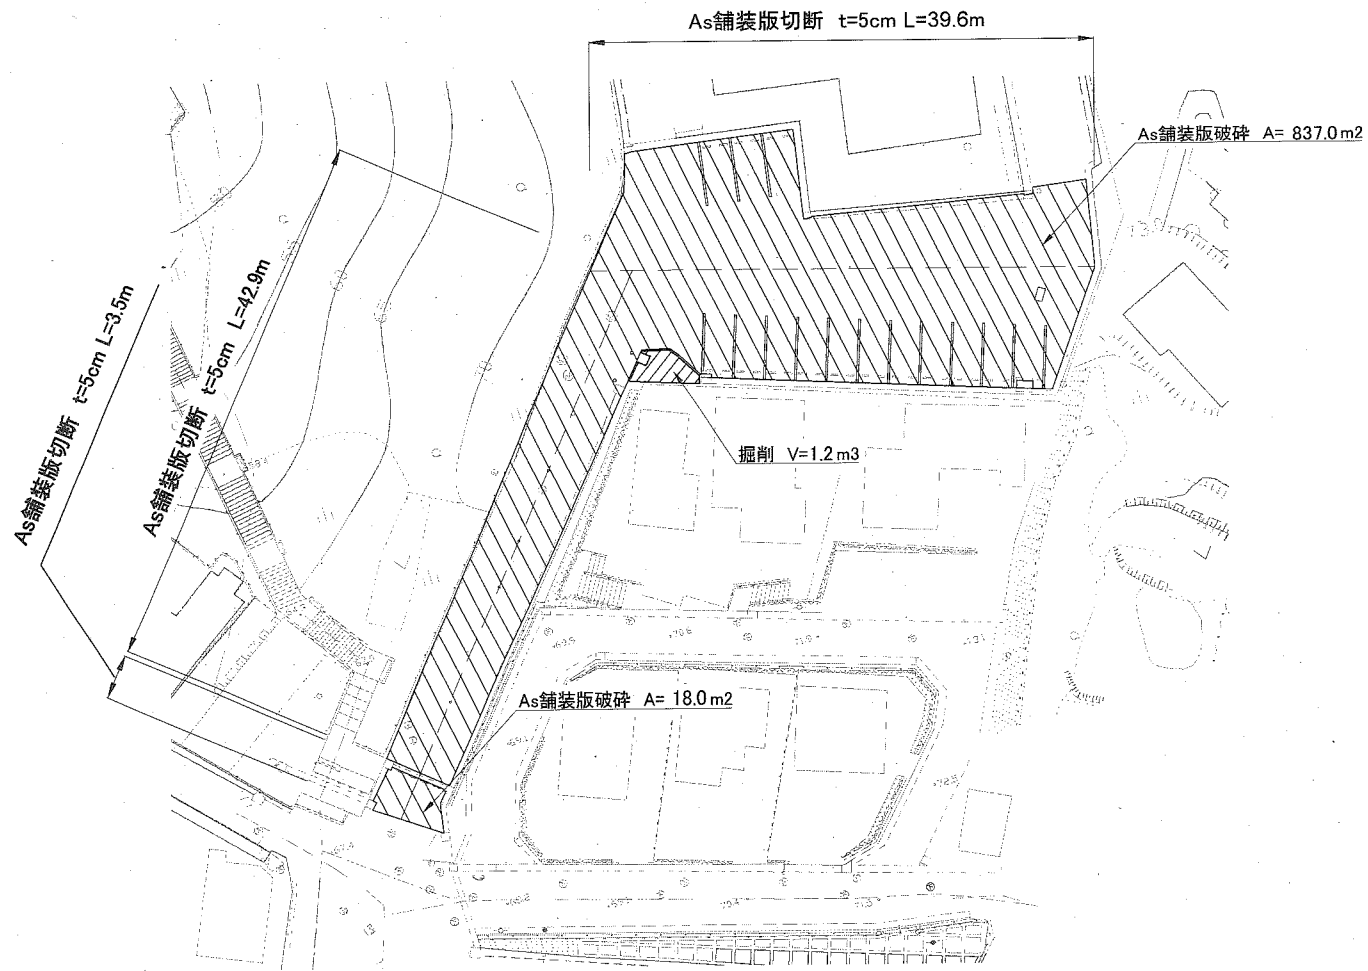 As舗装版切断 t=5cm L=39.6m
As舗装版破砕 A= 837.0m2
As舗装版切断 t=5cm L=42.9m
As舗装版切断 t=5cm L=3.5m
掘削 V=1.2m3
As舗装版破砕 A= 18.0m2